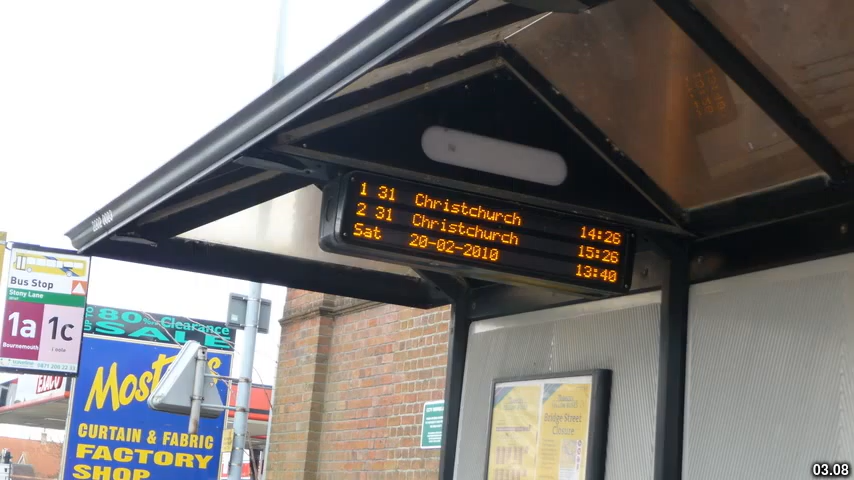 1 31 Christchurch 14:26
2 31 Christchurch 15:26
Sat 20-02-2010 13:40
Bus Stop
Stony Lane
1a 1c
Bournemouth
UP TO 80% Clearance
SALE
CURTAIN & FABRIC
FACTORY
SHOP
Bridge Street
Closure
03.08